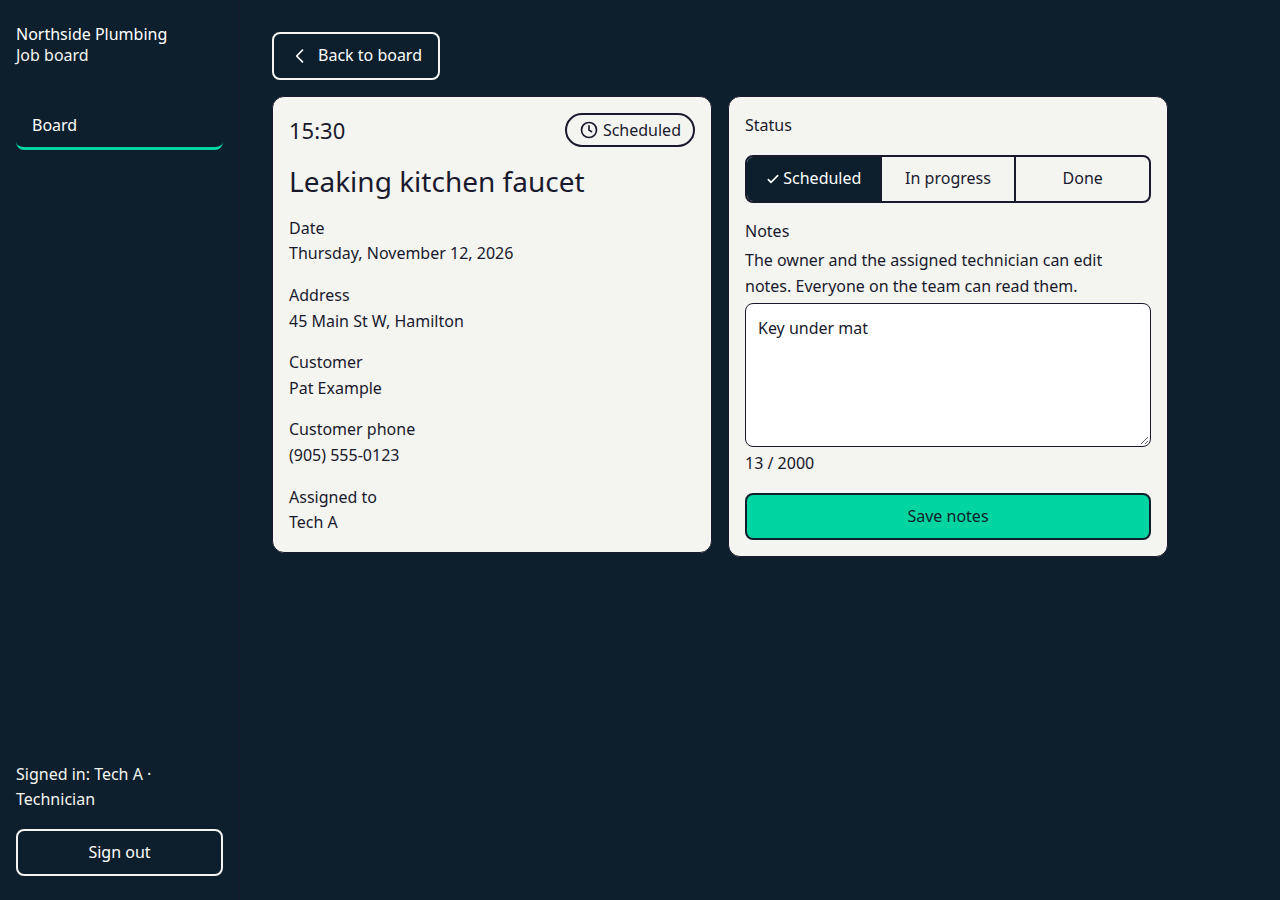 Northside Plumbing
Job board
Board
Signed in: Tech A ·
Technician
Sign out
Back to board
15:30
Scheduled
Leaking kitchen faucet
Date
Thursday, November 12, 2026
Address
45 Main St W, Hamilton
Customer
Pat Example
Customer phone
(905) 555-0123
Assigned to
Tech A
Status
Scheduled
In progress
Done
Notes
The owner and the assigned technician can edit
notes. Everyone on the team can read them.
Key under mat
13 / 2000
Save notes